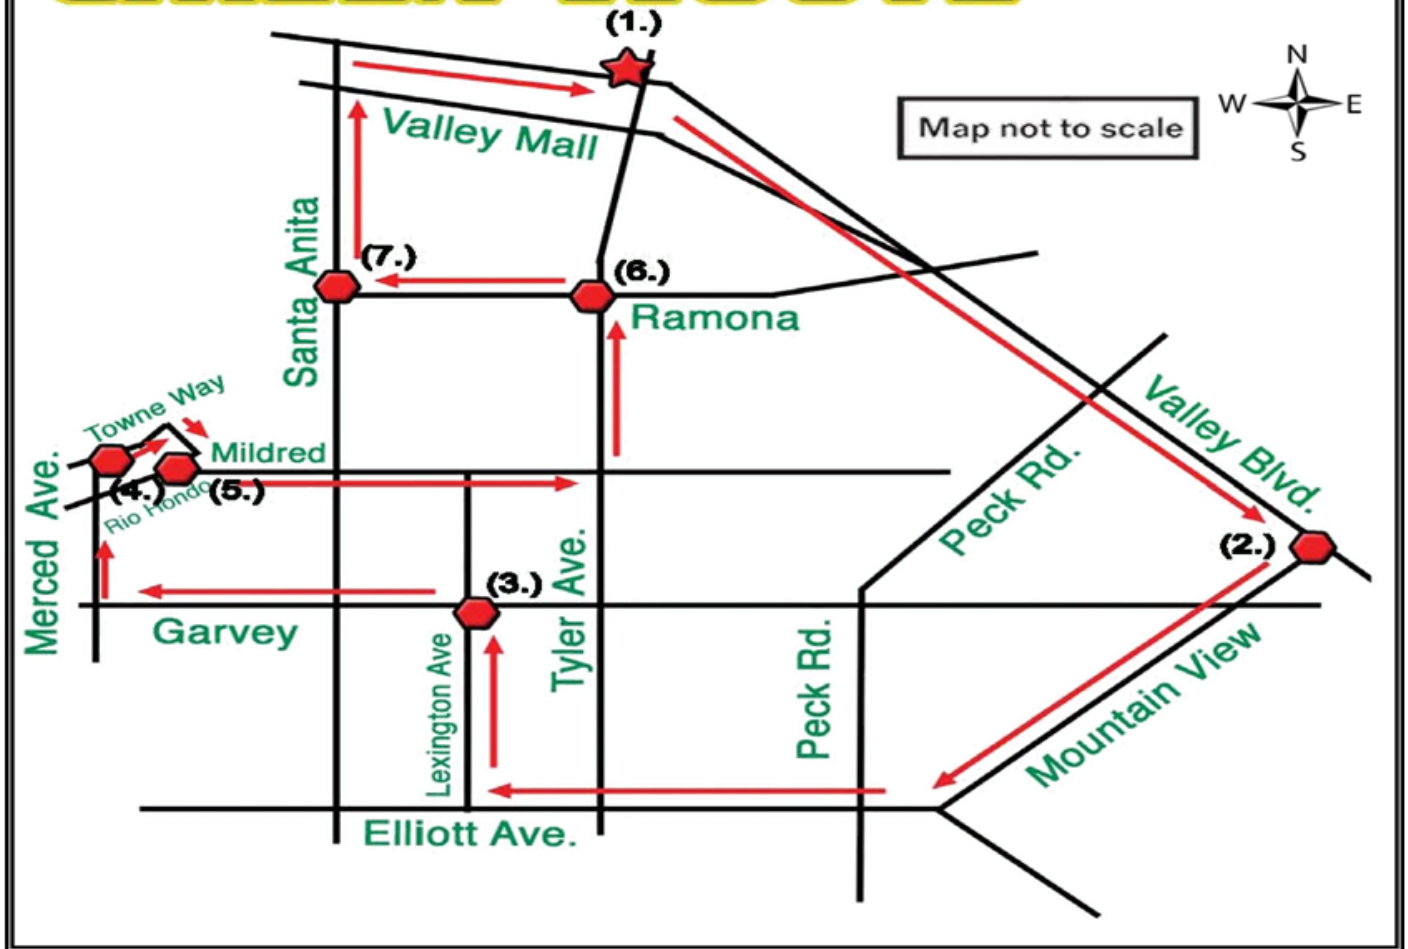 (1.)
N
W E
S
Map not to scale
Valley Mall
Santa Anita
(7.)
(6.)
Ramona
Towne Way
Mildred
(4.)
(5.)
Rio Hondo
Merced Ave.
Valley Blvd.
Peck Rd.
(2.)
(3.)
Tyler Ave.
Garvey
Lexington Ave
Peck Rd.
Mountain View
Elliott Ave.